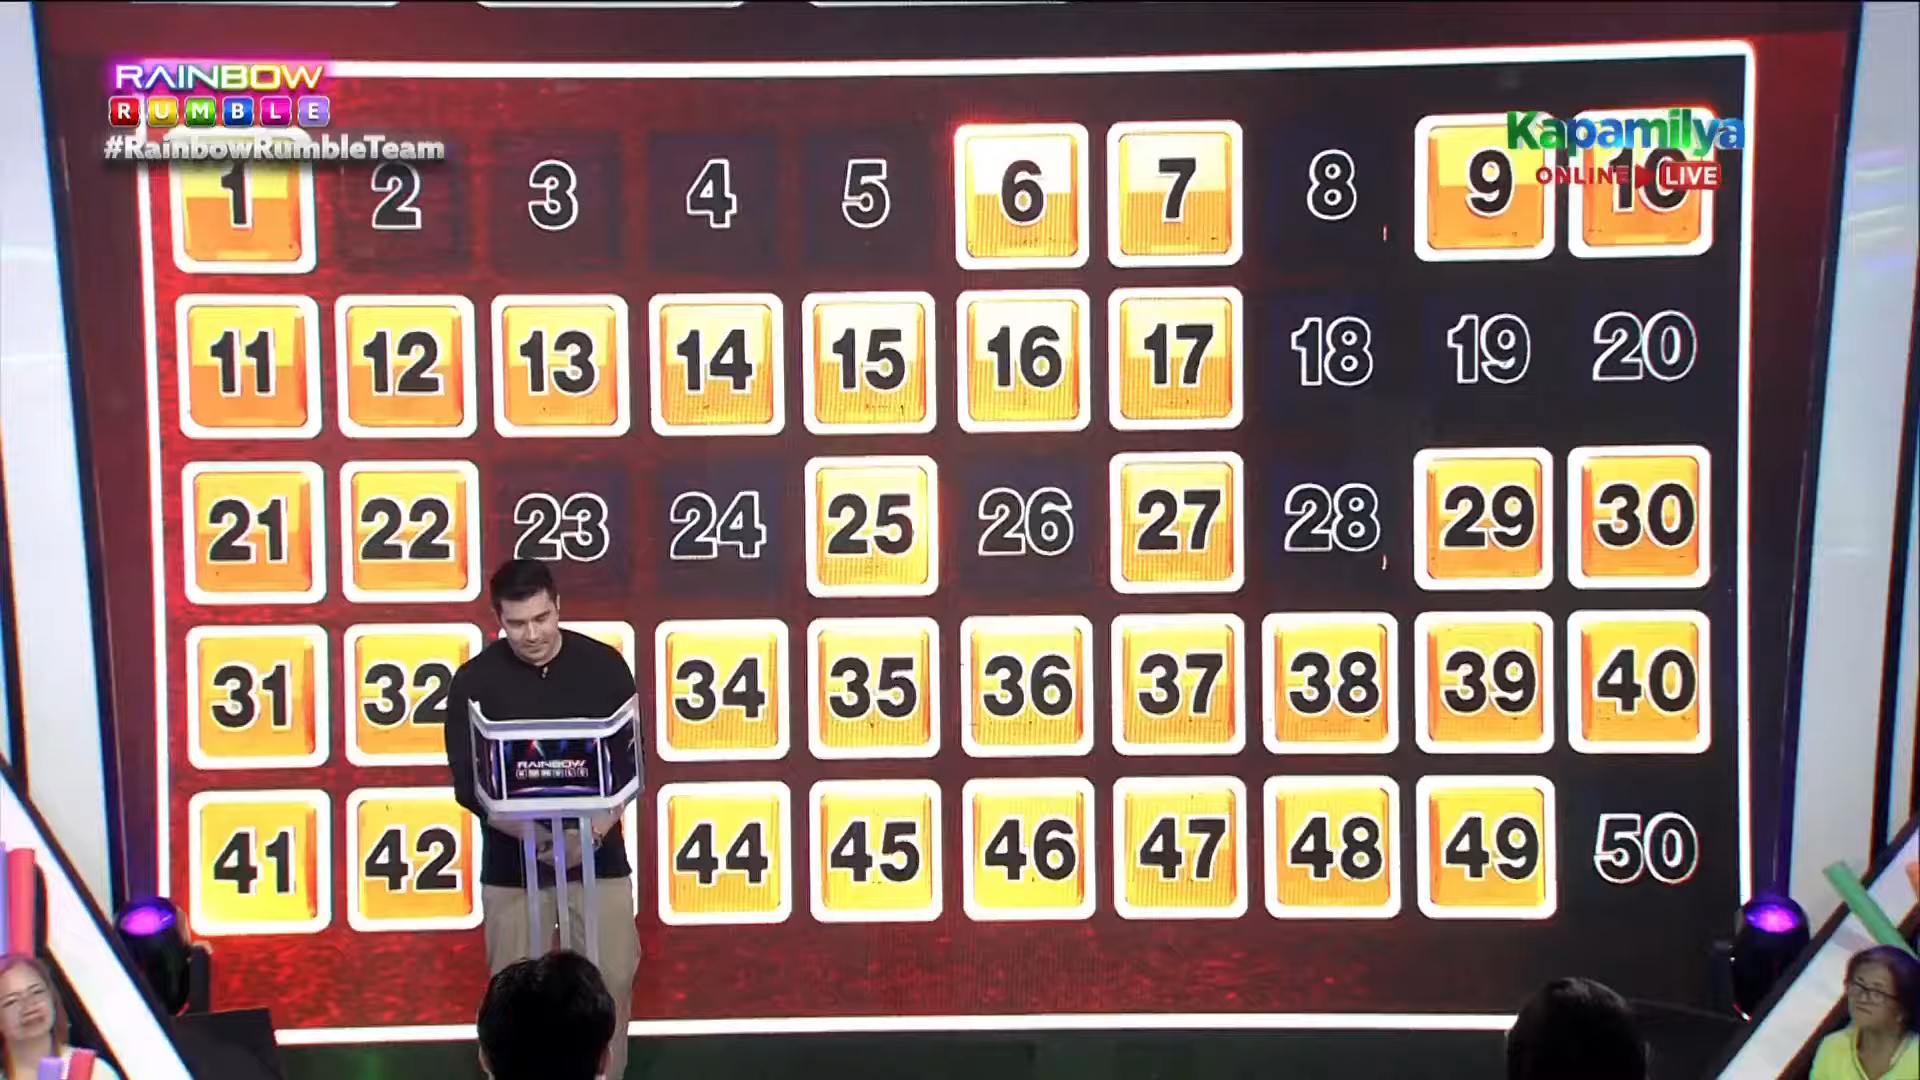 RAINBOW
RUMBLE
#RainbowRumbleTeam
Kapamilya
ONLINE LIVE
1 2 3 4 5 6 7 8 9 10
11 12 13 14 15 16 17 18 19 20
21 22 23 24 25 26 27 28 29 30
31 32 34 35 36 37 38 39 40
RAINBOW
RUMBLE
41 42 44 45 46 47 48 49 50